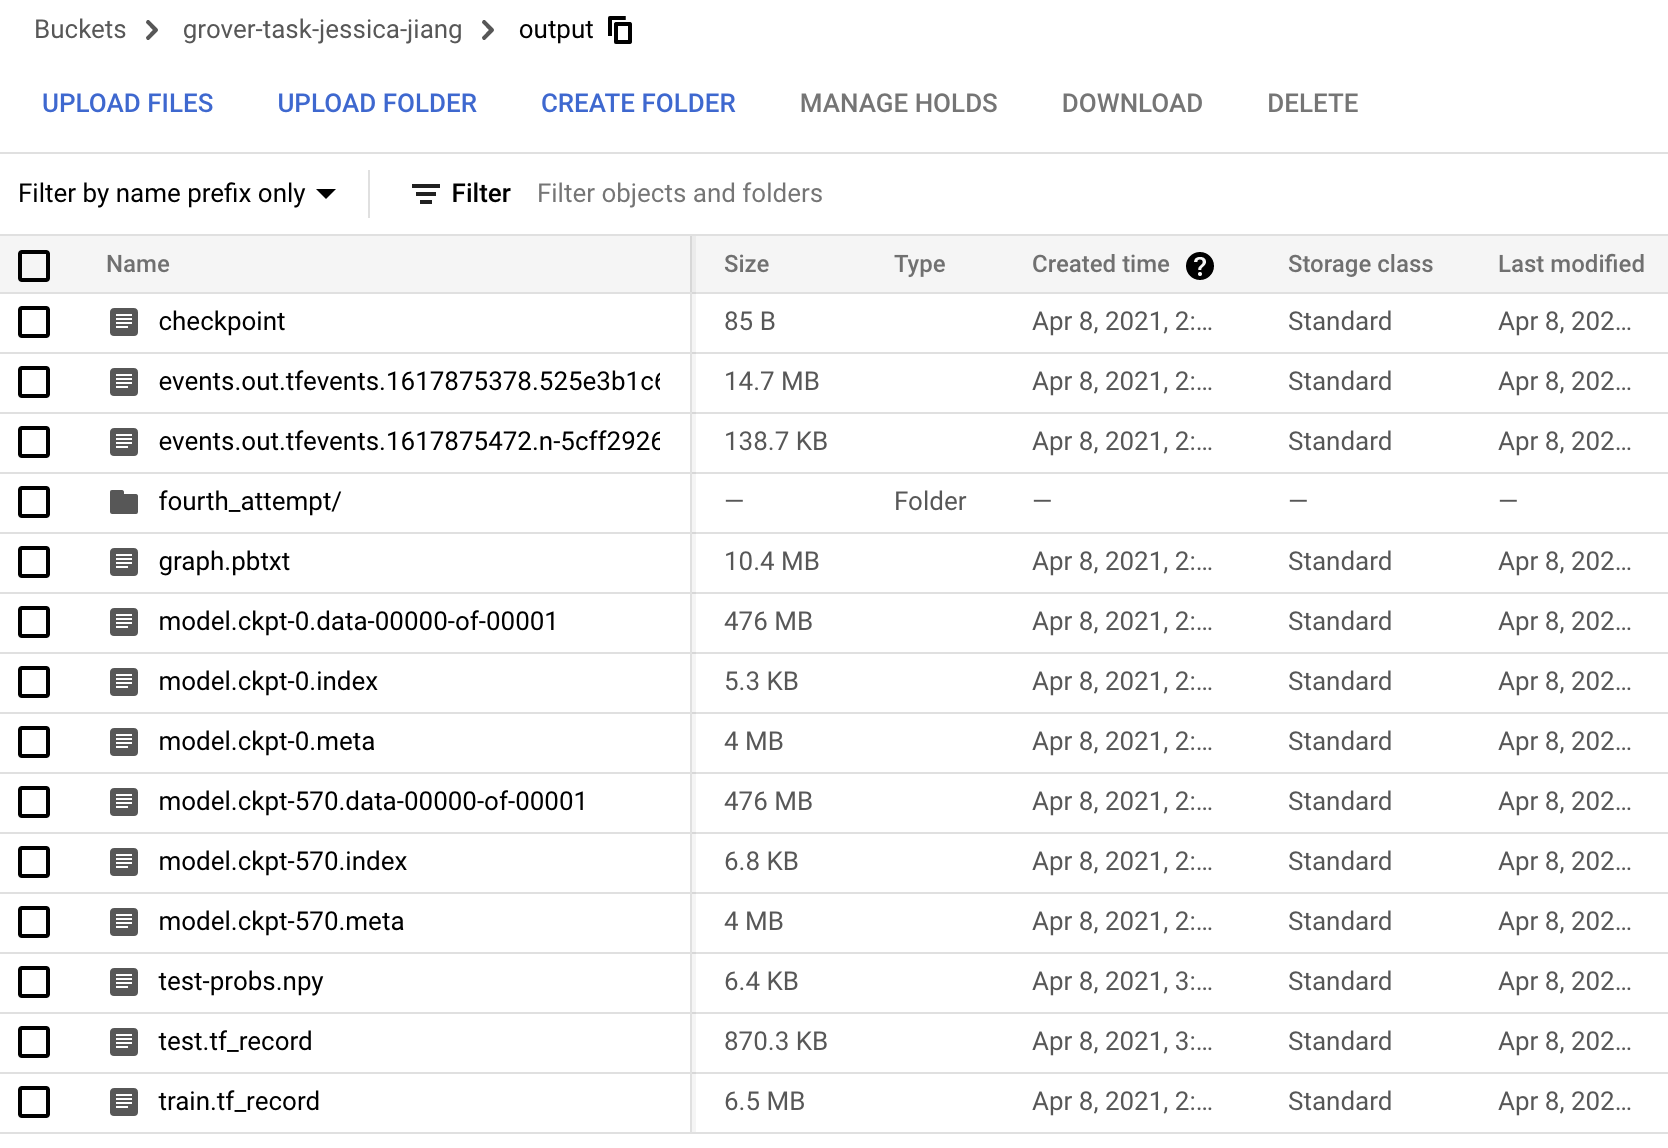 Buckets > grover-task-jessica-jiang > output
UPLOAD FILES UPLOAD FOLDER CREATE FOLDER MANAGE HOLDS DOWNLOAD DELETE
Filter by name prefix only Filter Filter objects and folders
Name Size Type Created time ? Storage class Last modified
checkpoint 85 B Apr 8, 2021, 2:... Standard Apr 8, 202...
events.out.tfevents.1617875378.525e3b1c6 14.7 MB Apr 8, 2021, 2:... Standard Apr 8, 202...
events.out.tfevents.1617875472.n-5cff2926 138.7 KB Apr 8, 2021, 2:... Standard Apr 8, 202...
fourth_attempt/ — Folder — — —
graph.pbtxt 10.4 MB Apr 8, 2021, 2:... Standard Apr 8, 202...
model.ckpt-0.data-00000-of-00001 476 MB Apr 8, 2021, 2:... Standard Apr 8, 202...
model.ckpt-0.index 5.3 KB Apr 8, 2021, 2:... Standard Apr 8, 202...
model.ckpt-0.meta 4 MB Apr 8, 2021, 2:... Standard Apr 8, 202...
model.ckpt-570.data-00000-of-00001 476 MB Apr 8, 2021, 2:... Standard Apr 8, 202...
model.ckpt-570.index 6.8 KB Apr 8, 2021, 2:... Standard Apr 8, 202...
model.ckpt-570.meta 4 MB Apr 8, 2021, 2:... Standard Apr 8, 202...
test-probs.npy 6.4 KB Apr 8, 2021, 3:... Standard Apr 8, 202...
test.tf_record 870.3 KB Apr 8, 2021, 3:... Standard Apr 8, 202...
train.tf_record 6.5 MB Apr 8, 2021, 2:... Standard Apr 8, 202...